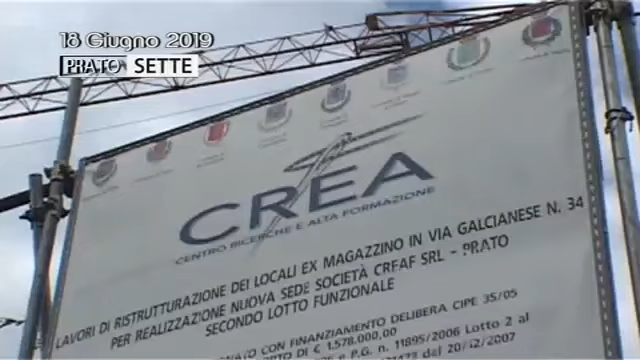 18 Giugno 2019
PRATO SETTE
CREA
CENTRO RICERCHE E ALTA FORMAZIONE
LAVORI DI RISTRUTTURAZIONE DEI LOCALI EX MAGAZZINO IN VIA GALCIANESE N. 34
PER REALIZZAZIONE NUOVA SEDE SOCIETÀ CREAF SRL - PRATO
SECONDO LOTTO FUNZIONALE
CON FINANZIAMENTO DELIBERA CIPE 35/05
DI € 1,578.000,00
E P.G. n. 11895/2006 Lotto 2 al
del 20/12/2007